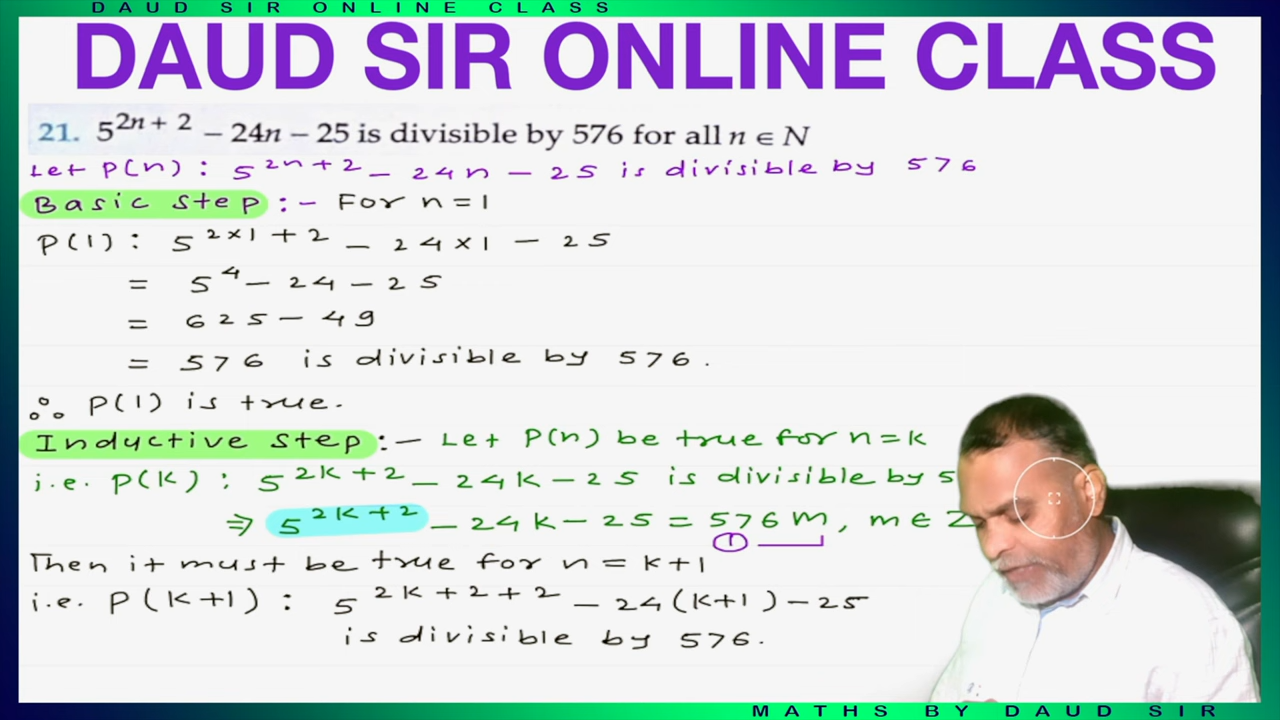 DAUD SIR ONLINE CLASS
DAUD SIR ONLINE CLASS
21. 5^{2n + 2} – 24n – 25 is divisible by 576 for all n ∈ N
Let P(n) : 5^{2n+2} – 24n – 25 is divisible by 576
Basic Step :- For n = 1
P(1) : 5^{2×1+2} – 24×1 – 25
= 5^4 – 24 – 25
= 625 – 49
= 576 is divisible by 576.
∴ P(1) is true.
Inductive Step :- Let P(n) be true for n = k
i.e. P(k) : 5^{2k+2} – 24k – 25 is divisible by 5
⇒ 5^{2k+2} – 24k – 25 = 576m, m ∈ Z
①
Then it must be true for n = k+1
i.e. P(k+1) : 5^{2k+2+2} – 24(k+1) – 25
is divisible by 576.
MATHS BY DAUD SIR